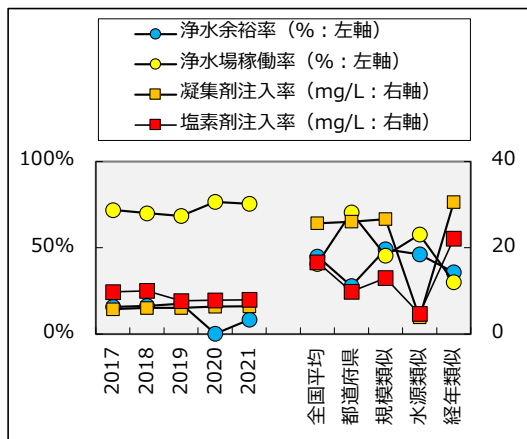 浄水余裕率（%：左軸）
浄水場稼働率（%：左軸）
凝集剤注入率（mg/L：右軸）
塩素剤注入率（mg/L：右軸）
100%
50%
0%
40
20
0
2017
2018
2019
2020
2021
全国平均
都道府県
規模類似
水源類似
経年類似